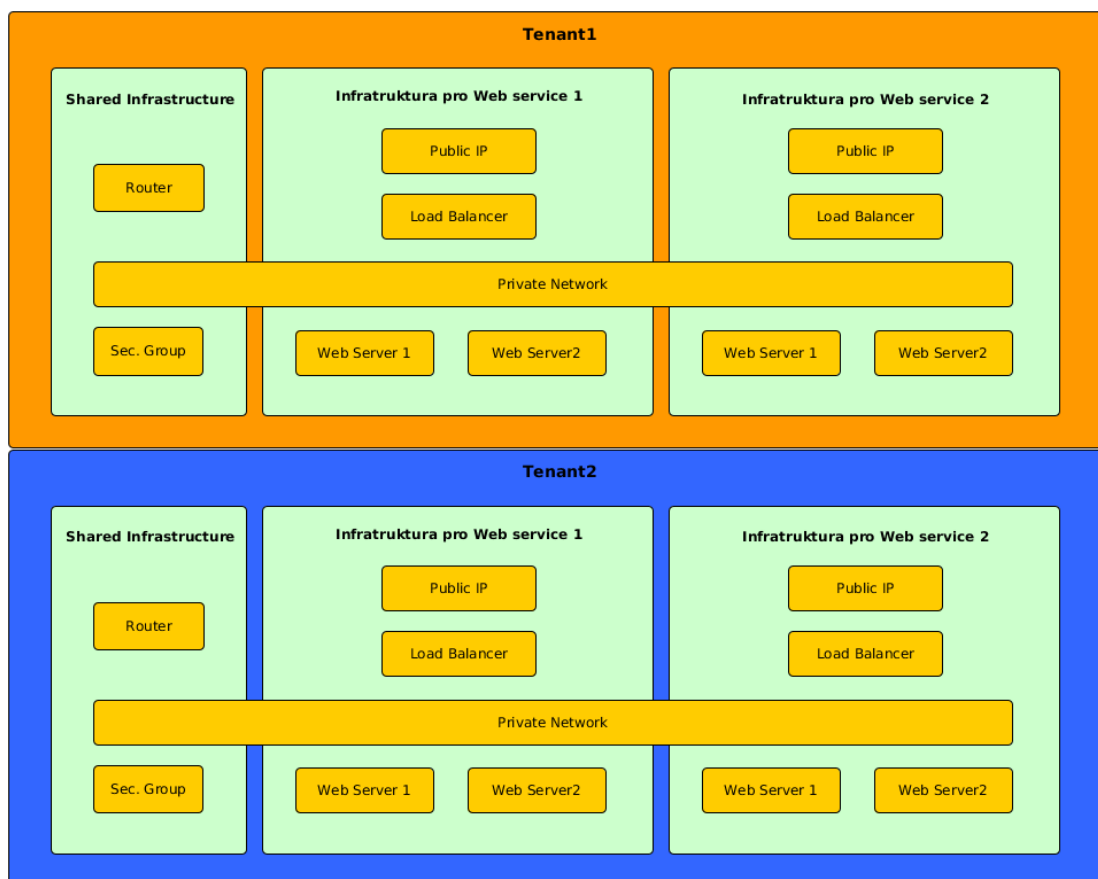 Tenant1
Shared Infrastructure
Infratruktura pro Web service 1
Infratruktura pro Web service 2
Public IP
Public IP
Router
Load Balancer
Load Balancer
Private Network
Sec. Group
Web Server 1
Web Server2
Web Server 1
Web Server2
Tenant2
Shared Infrastructure
Infratruktura pro Web service 1
Infratruktura pro Web service 2
Public IP
Public IP
Router
Load Balancer
Load Balancer
Private Network
Sec. Group
Web Server 1
Web Server2
Web Server 1
Web Server2